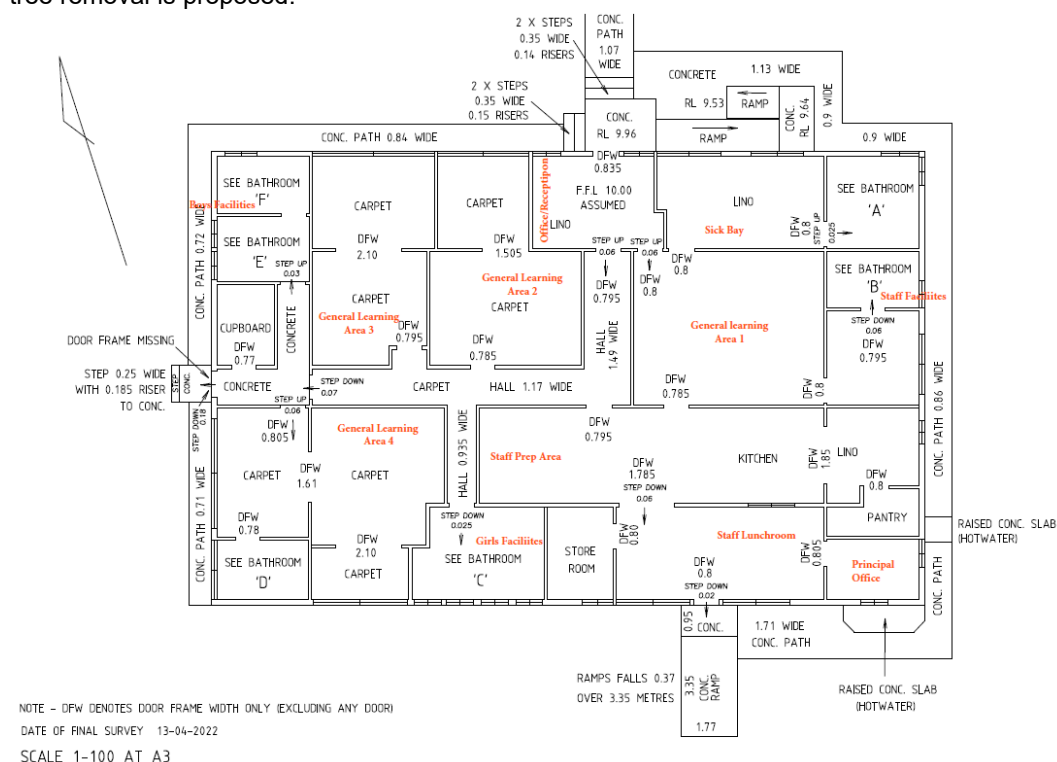 tree removal is proposed.
2 X STEPS
0.35 WIDE
0.14 RISERS
CONC.
PATH
1.07
WIDE
2 X STEPS
0.35 WIDE
0.15 RISERS
CONCRETE
1.13 WIDE
RL 9.53
RAMP
CONC.
RL 9.64
0.9 WIDE
CONC.
RL 9.96
RAMP
0.9 WIDE
CONC. PATH 0.84 WIDE
DFW
0.835
SEE BATHROOM
'F'
Boys Facilities
CARPET
CARPET
Office/Receptipon
F.F.L 10.00
ASSUMED
LINO
LINO
Sick Bay
SEE BATHROOM
'A'
DFW
0.8
STEP UP
0.025
CONC. PATH 0.72 WIDE
SEE BATHROOM
'E'
STEP UP
0.03
DFW
2.10
DFW
1.505
STEP UP
0.06
STEP UP
0.06
DFW
0.8
DFW
0.8
DFW
0.795
SEE BATHROOM
'B'
Staff Faciliites
STEP DOWN
0.06
DFW
0.795
General Learning
Area 2
CARPET
CARPET
General Learning
Area 3
DFW
0.795
DFW
0.785
HALL
1.49 WIDE
General learning
Area 1
CUPBOARD
DFW
0.77
CONCRETE
DOOR FRAME MISSING
STEP 0.25 WIDE
WITH 0.185 RISER
TO CONC.
STEP
CONC.
STEP DOWN
0.18
CONCRETE
STEP DOWN
0.07
CARPET
HALL 1.17 WIDE
DFW
0.785
DFW
0.8
CONC. PATH 0.86 WIDE
STEP UP
0.06
DFW
0.805
General Learning
Area 4
HALL 0.935 WIDE
DFW
0.795
Staff Prep Area
DFW
1.785
STEP DOWN
0.06
KITCHEN
DFW
1.85
LINO
DFW
0.8
CARPET
DFW
1.61
CARPET
CONC. PATH 0.71 WIDE
DFW
0.78
STEP DOWN
0.025
Girls Faciliites
DFW
0.80
Staff Lunchroom
PANTRY
RAISED CONC. SLAB
(HOTWATER)
SEE BATHROOM
'D'
DFW
2.10
CARPET
SEE BATHROOM
'C'
STORE
ROOM
DFW
0.8
STEP DOWN
0.02
DFW
0.805
Principal
Office
CONC. PATH
0.95
CONC.
1.71 WIDE
CONC. PATH
RAMPS FALLS 0.37
OVER 3.35 METRES
3.35
CONC.
RAMP
1.77
RAISED CONC. SLAB
(HOTWATER)
NOTE - DFW DENOTES DOOR FRAME WIDTH ONLY (EXCLUDING ANY DOOR)
DATE OF FINAL SURVEY 13-04-2022
SCALE 1-100 AT A3